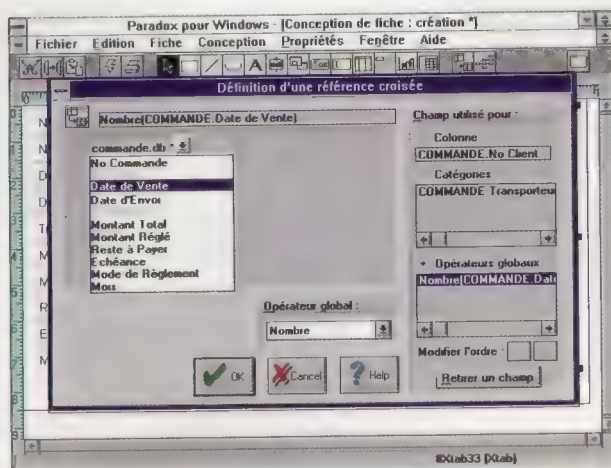 Paradox pour Windows - [Conception de fiche : création *]
Fichier Edition Fiche Conception Propriétés Fenêtre Aide
Définition d'une référence croisée
Nombre(COMMANDE.Date de Vente)
commande.db
No Commande
Date de Vente
Date d'Envoi
Montant Total
Montant Réglé
Reste à Payer
Echéance
Mode de Règlement
Mois
Opérateur global :
Nombre
OK
Cancel
Help
Champ utilisé pour :
Colonne
COMMANDE.No Client
Catégories
COMMANDE Transporteu
Opérateurs globaux
Nombre(COMMANDE Dat
Modifier l'ordre
Retirer un champ
N
N
D
D
T
M
M
R
E
M
#Xtab33 (Xtab)